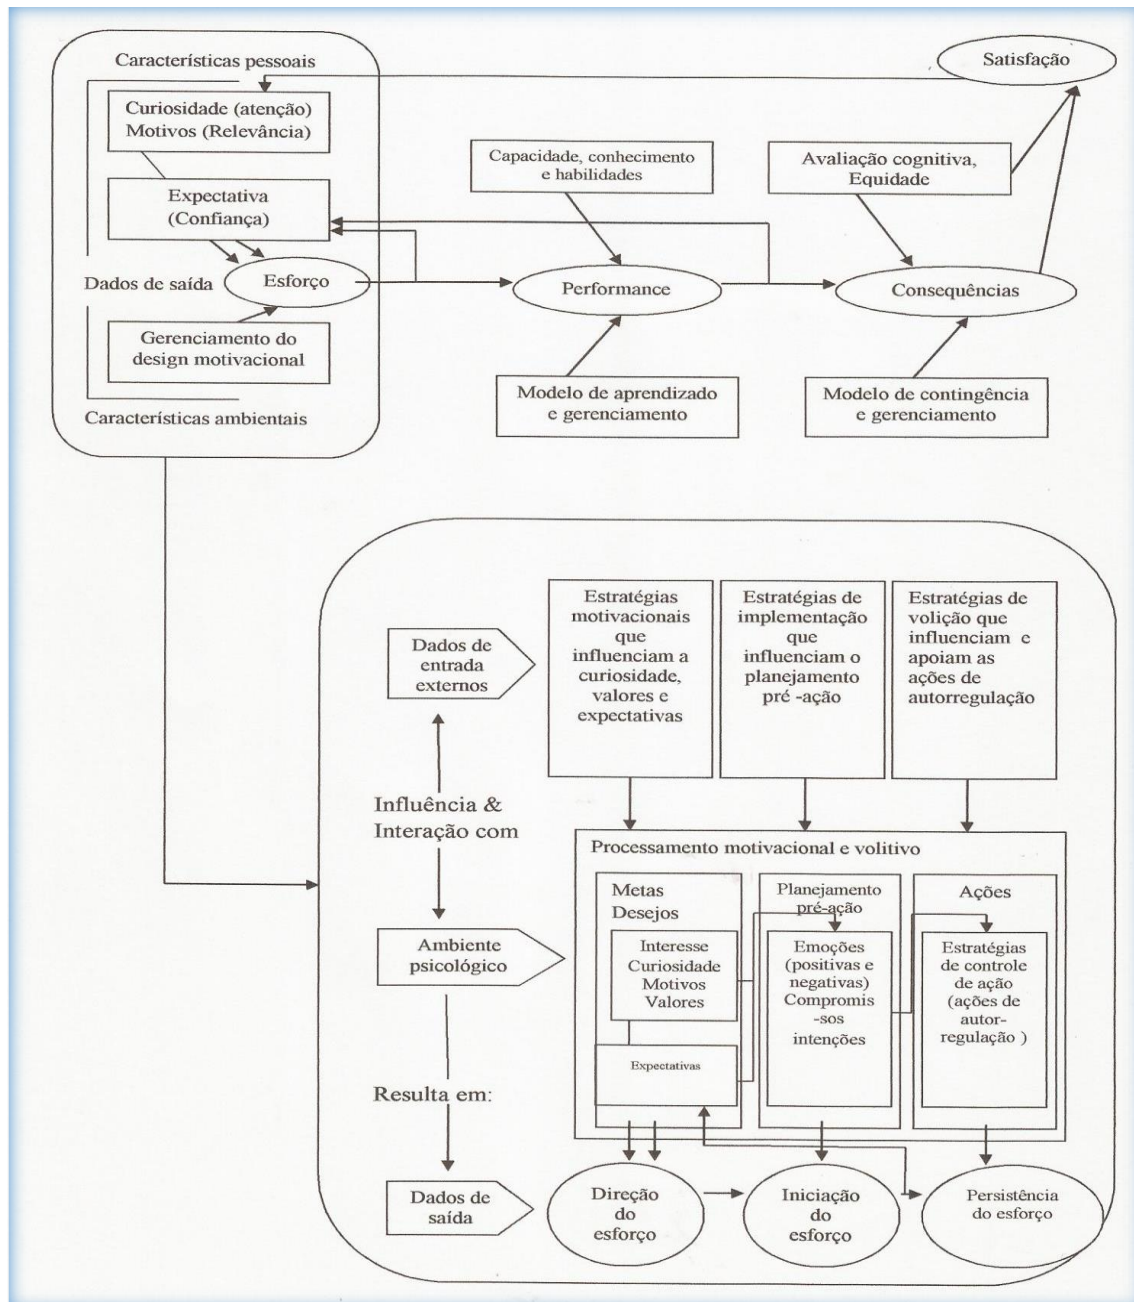 Características pessoais
Satisfação
Curiosidade (atenção)
Motivos (Relevância)
Capacidade, conhecimento
e habilidades
Avaliação cognitiva,
Equidade
Expectativa
(Confiança)
Dados de saída
Esforço
Performance
Consequências
Gerenciamento do
design motivacional
Modelo de aprendizado
e gerenciamento
Modelo de contingência
e gerenciamento
Características ambientais
Dados de
entrada
externos
Estratégias
motivacionais
que
influenciam a
curiosidade,
valores e
expectativas
Estratégias de
implementação
que
influenciam o
planejamento
pré -ação
Estratégias de
volição que
influenciam e
apoiam as
ações de
autorregulação
Influência &
Interação com
Processamento motivacional e volitivo
Metas
Desejos
Planejamento
pré-ação
Ações
Ambiente
psicológico
Interesse
Curiosidade
Motivos
Valores
Expectativas
Emoções
(positivas e
negativas)
Compromis
-sos
intenções
Estratégias
de controle
de ação
(ações de
autor-
regulação )
Resulta em:
Dados de
saída
Direção
do
esforço
Iniciação
do
esforço
Persistência
do esforço